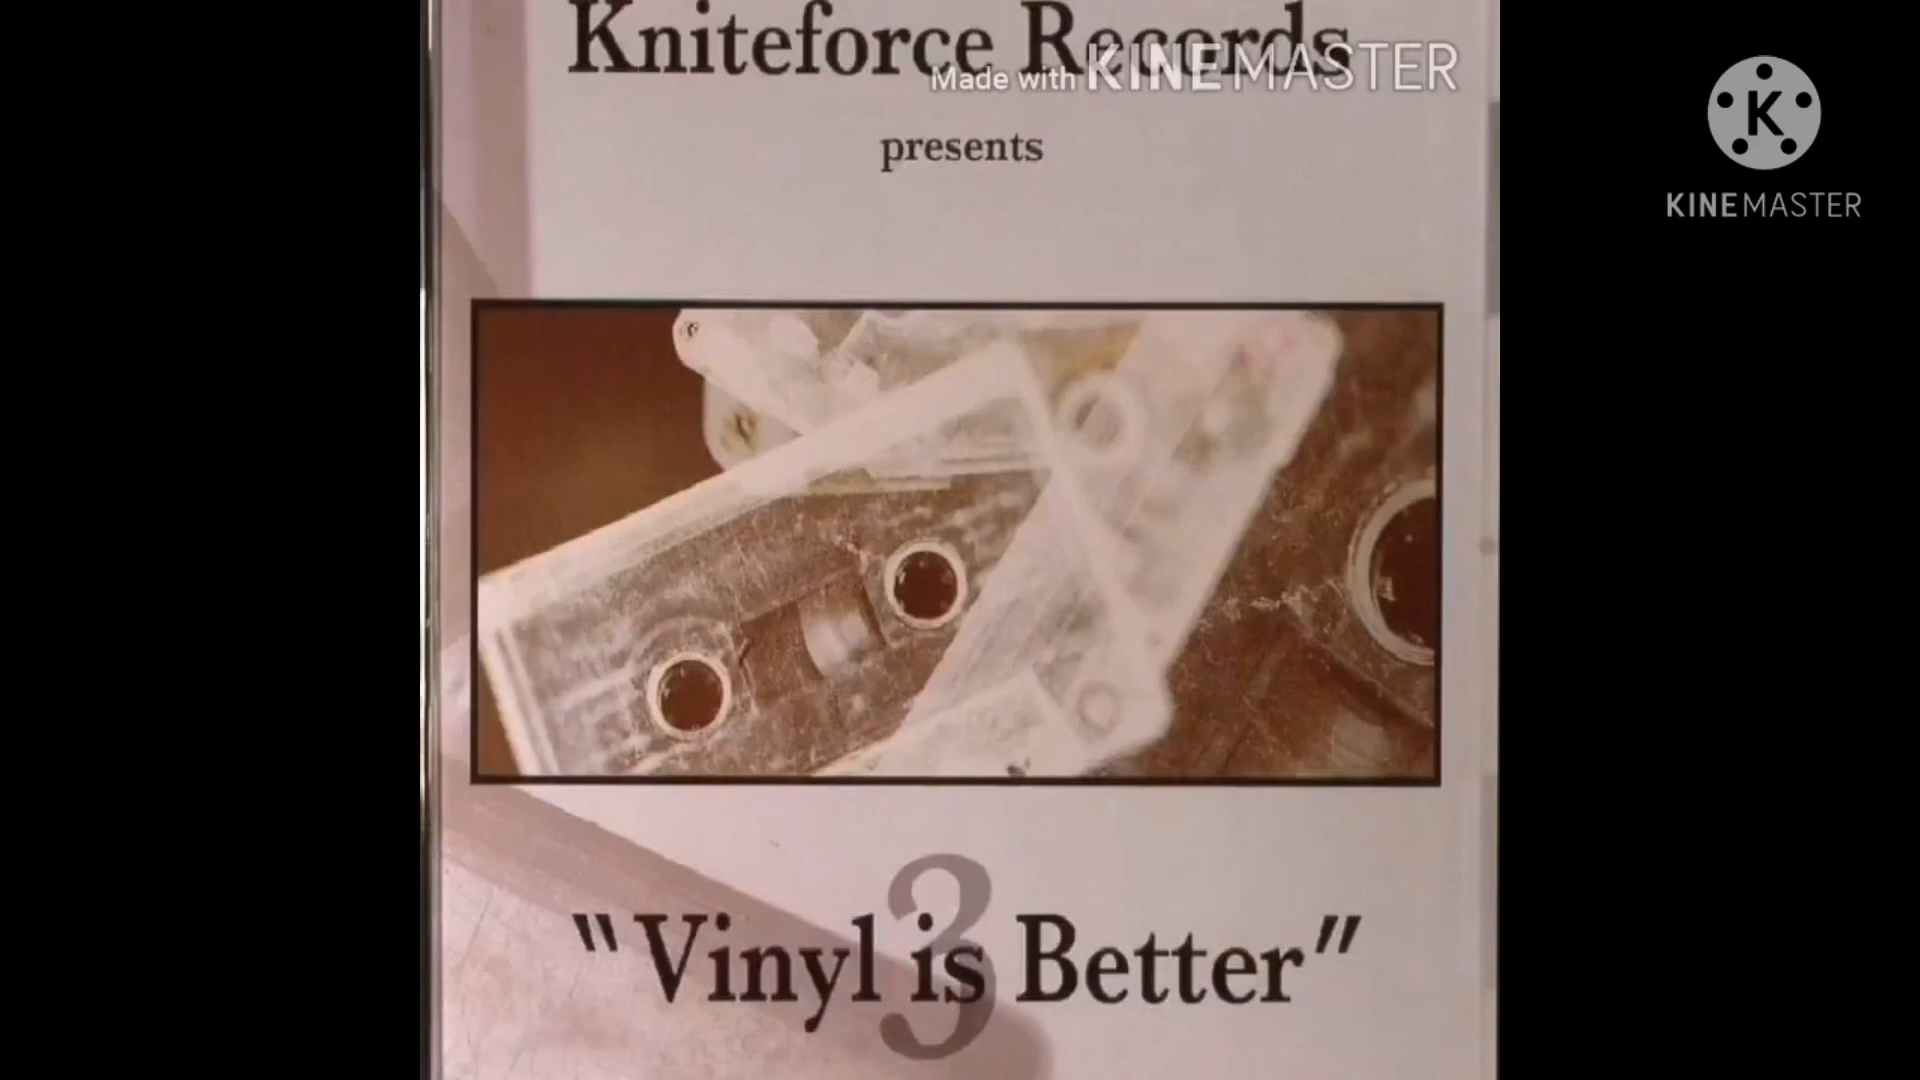 Kniteforce Records
Made with KINEMASTER
K
KINEMASTER
presents
3
"Vinyl is Better"